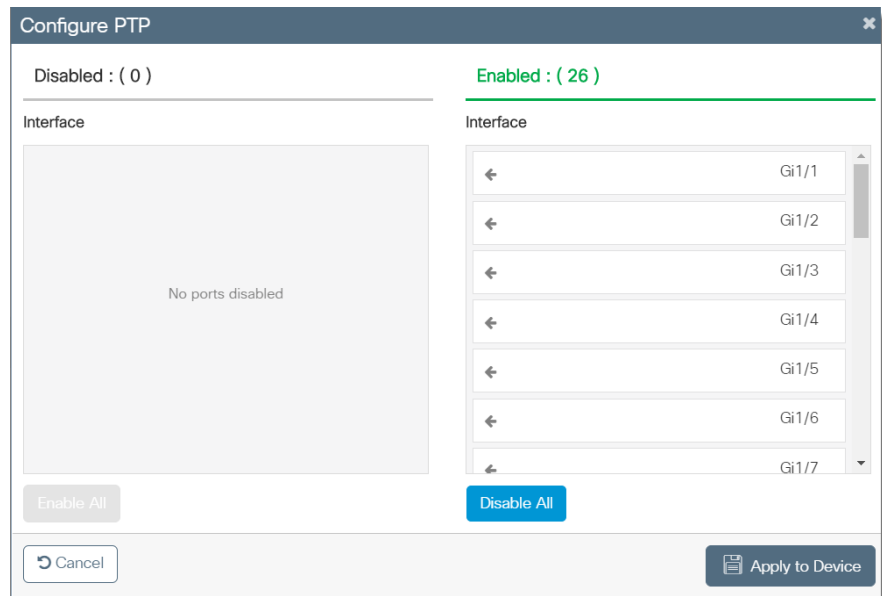 Configure PTP
Disabled : ( 0 )
Enabled : ( 26 )
Interface
Interface
No ports disabled
Gi1/1
Gi1/2
Gi1/3
Gi1/4
Gi1/5
Gi1/6
Gi1/7
Enable All
Disable All
Cancel
Apply to Device